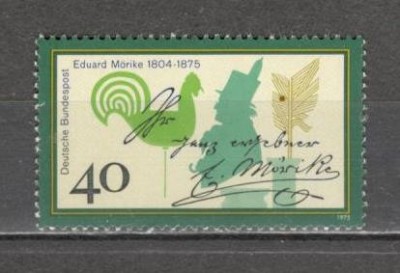 Eduard Mörike 1804-1875
Deutsche Bundespost
Ihr
ganz ergebner
E. Mörike
40
1975